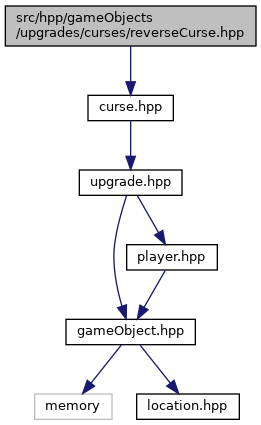 src/hpp/gameObjects
/upgrades/curses/reverseCurse.hpp
curse.hpp
upgrade.hpp
player.hpp
gameObject.hpp
memory
location.hpp